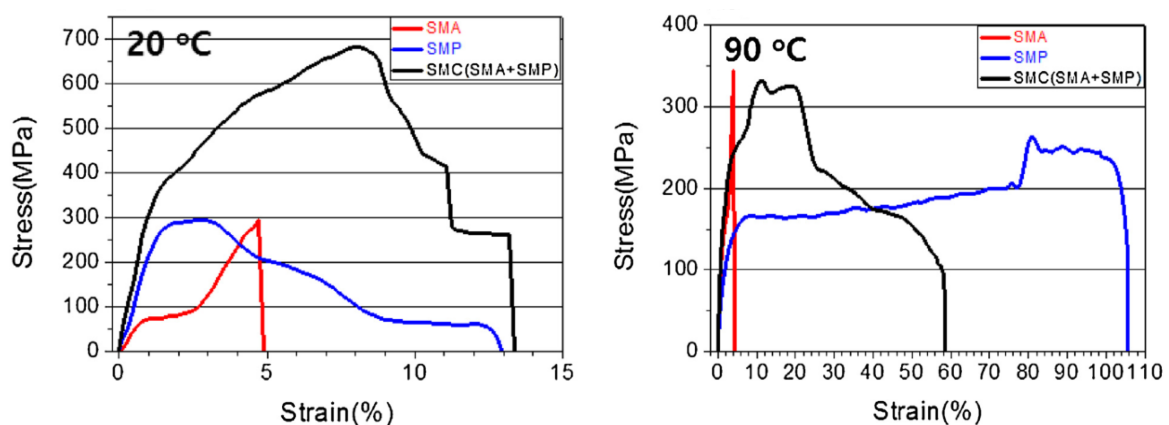 20 °C
SMA
SMP
SMC(SMA+SMP)
700
600
500
400
300
200
100
0
Stress(MPa)
0 5 10 15
Strain(%)
90 °C
SMA
SMP
SMC(SMA+SMP)
400
300
200
100
0
Stress(MPa)
0 10 20 30 40 50 60 70 80 90 100 110
Strain(%)